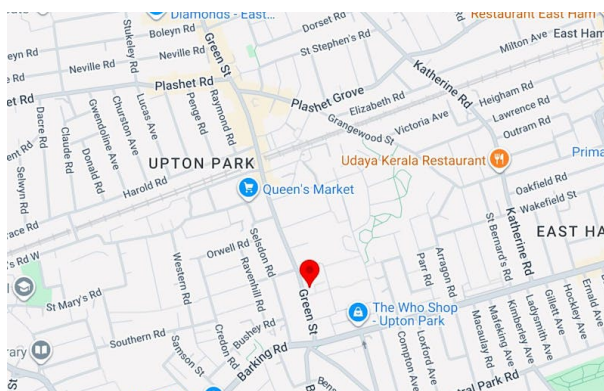 Diamonds - East...
Restaurant East Ham
Boleyn Rd
Dorset Rd
Stukeley Rd
Green St
St Stephen's Rd
Milton Ave
East Ham
Neville Rd
Neville Rd
Katherine Rd
Plashet Rd
Plashet Grove
Elizabeth Rd
Heigham Rd
Lawrence Rd
Raymond Rd
Penge Rd
Lucas Ave
Churston Ave
Gwendoline Ave
Dacre Rd
Claude Rd
Donald Rd
Selwyn Rd
Grangewood St
Victoria Ave
Outram Rd
UPTON PARK
Udaya Kerala Restaurant
Harold Rd
Queen's Market
Oakfield Rd
Wakefield St
Katherine Rd
St Bernard's Rd
EAST HA
Orwell Rd
Selsdon Rd
Western Rd
Ravenhill Rd
Parr Rd
Arragon Rd
St Mary's Rd
Green St
The Who Shop
- Upton Park
Southern Rd
Bushey Rd
Credon Rd
Samson St
Barking Rd
Compton Ave
Loxford Ave
Macaulay Rd
Mafeking Ave
Kimberley Ave
Ladysmith Ave
Gillett Ave
Hockley Ave
Ernald Ave